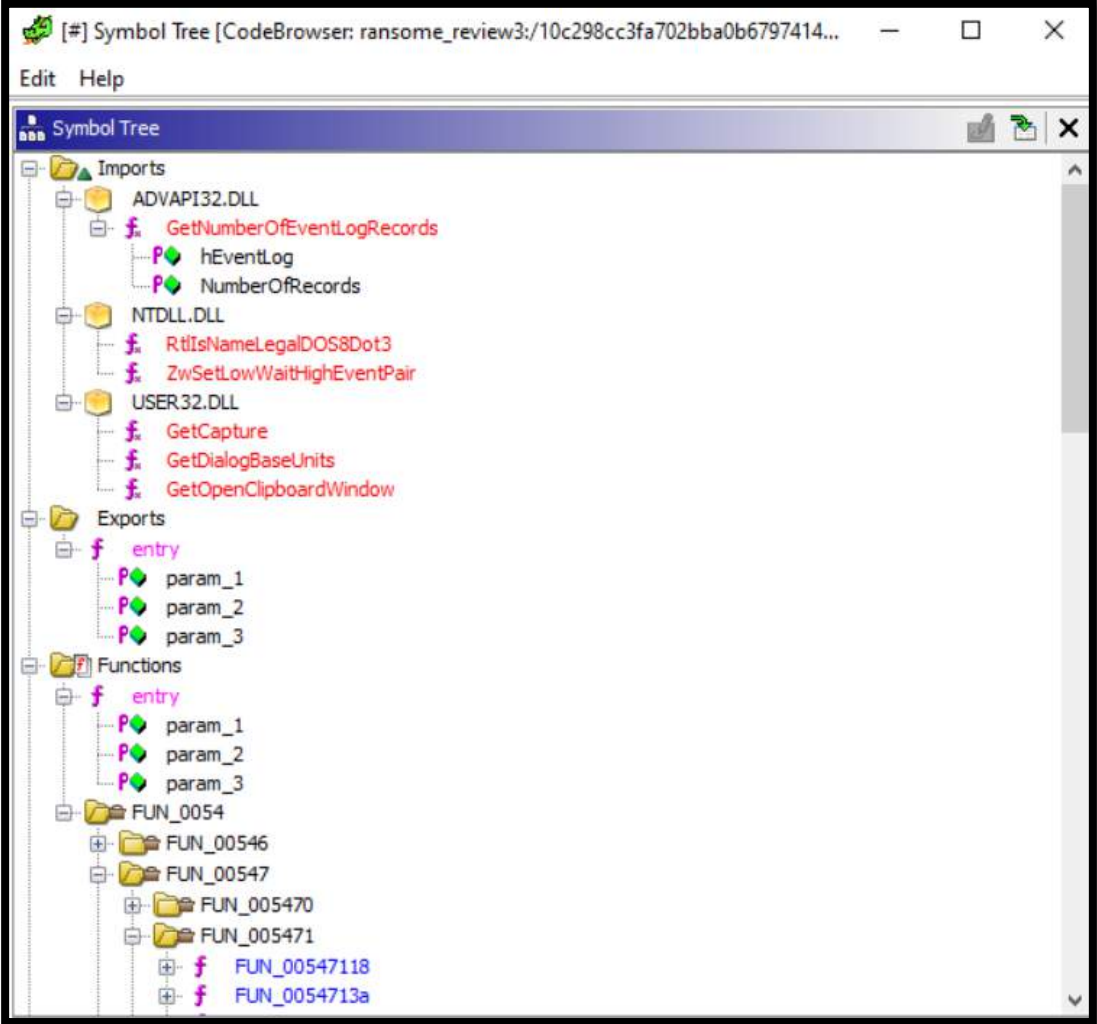 [#] Symbol Tree [CodeBrowser: ransome_review3:/10c298cc3fa702bba0b6797414...
Edit Help
Symbol Tree
Imports
ADVAPI32.DLL
GetNumberOfEventLogRecords
hEventLog
NumberOfRecords
NTDLL.DLL
RtlIsNameLegalDOS8Dot3
ZwSetLowWaitHighEventPair
USER32.DLL
GetCapture
GetDialogBaseUnits
GetOpenClipboardWindow
Exports
entry
param_1
param_2
param_3
Functions
entry
param_1
param_2
param_3
FUN_0054
FUN_00546
FUN_00547
FUN_005470
FUN_005471
FUN_00547118
FUN_0054713a